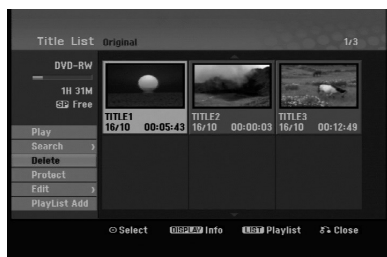 Title List Original 1/3
DVD-RW
1H 31M
SP Free
Play
Search
Delete
Protect
Edit
PlayList Add
TITLE1
16/10 00:05:43
TITLE2
16/10 00:00:03
TITLE3
16/10 00:12:49
Select DISPLAY Info LIST Playlist Close